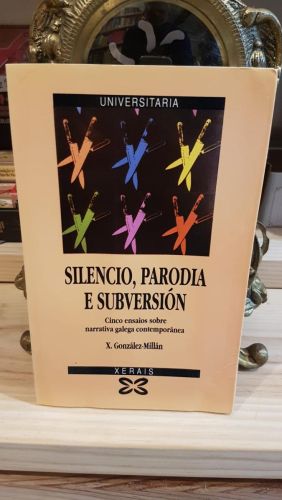 UNIVERSITARIA
SILENCIO, PARODIA
E SUBVERSIÓN
Cinco ensaios sobre
narrativa galega contemporánea
X. González-Millán
XERAIS